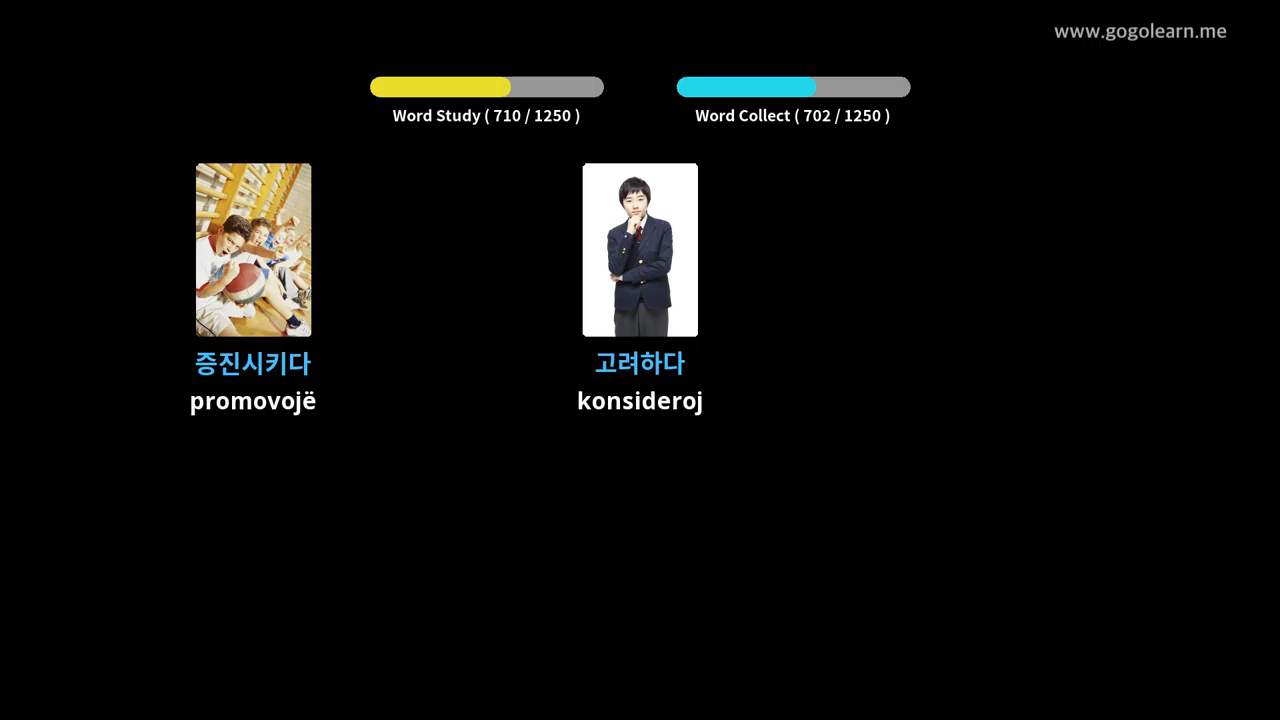 www.gogolearn.me
Word Study ( 710 / 1250 )
Word Collect ( 702 / 1250 )
증진시키다
promovojë
고려하다
konsideroj